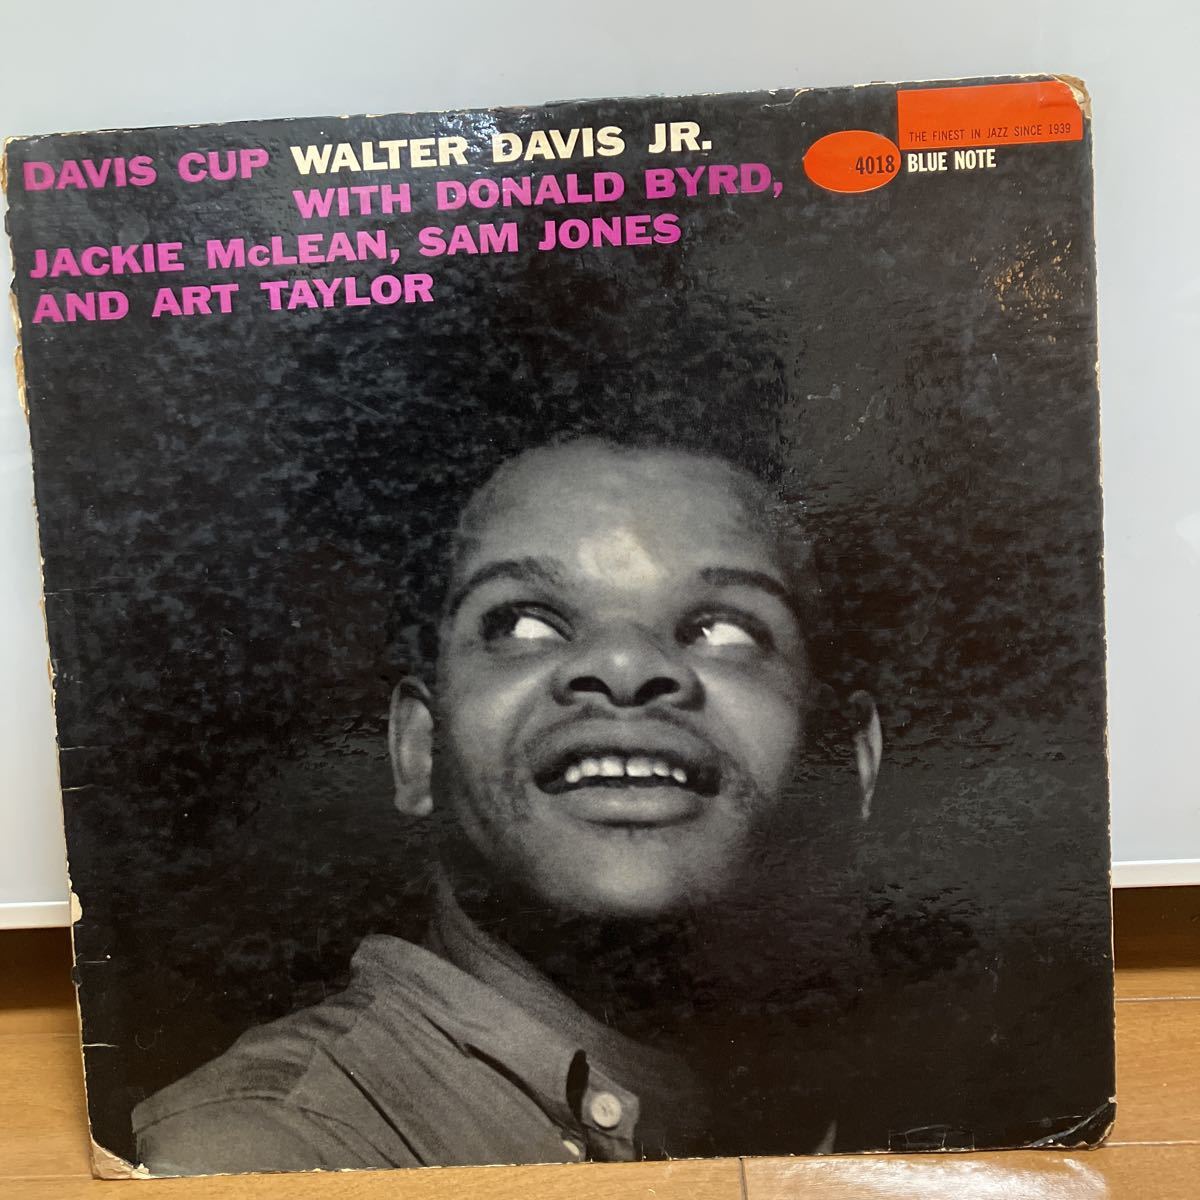 DAVIS CUP WALTER DAVIS JR.
WITH DONALD BYRD,
JACKIE McLEAN, SAM JONES
AND ART TAYLOR
THE FINEST IN JAZZ SINCE 1939
4018 BLUE NOTE